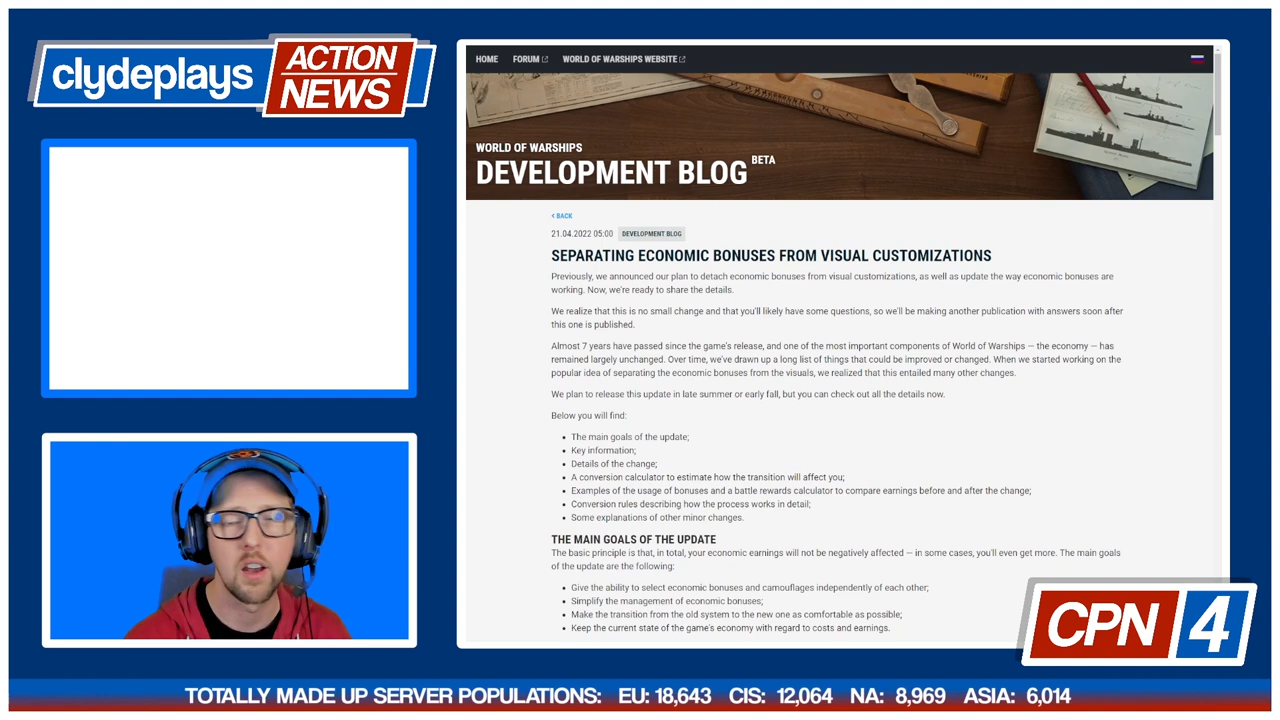 clydeplays
ACTION
NEWS
HOME FORUM WORLD OF WARSHIPS WEBSITE
WORLD OF WARSHIPS
DEVELOPMENT BLOG BETA
< BACK
21.04.2022 05:00 DEVELOPMENT BLOG
SEPARATING ECONOMIC BONUSES FROM VISUAL CUSTOMIZATIONS
Previously, we announced our plan to detach economic bonuses from visual customizations, as well as update the way economic bonuses are
working. Now, we're ready to share the details.
We realize that this is no small change and that you'll likely have some questions, so we'll be making another publication with answers soon after
this one is published.
Almost 7 years have passed since the game's release, and one of the most important components of World of Warships — the economy — has
remained largely unchanged. Over time, we've drawn up a long list of things that could be improved or changed. When we started working on the
popular idea of separating the economic bonuses from the visuals, we realized that this entailed many other changes.
We plan to release this update in late summer or early fall, but you can check out all the details now.
Below you will find:
• The main goals of the update;
• Key information;
• Details of the change;
• A conversion calculator to estimate how the transition will affect you;
• Examples of the usage of bonuses and a battle rewards calculator to compare earnings before and after the change;
• Conversion rules describing how the process works in detail;
• Some explanations of other minor changes.
THE MAIN GOALS OF THE UPDATE
The basic principle is that, in total, your economic earnings will not be negatively affected — in some cases, you'll even get more. The main goals
of the update are the following:
• Give the ability to select economic bonuses and camouflages independently of each other;
• Simplify the management of economic bonuses;
• Make the transition from the old system to the new one as comfortable as possible;
• Keep the current state of the game's economy with regard to costs and earnings.
CPN 4
TOTALLY MADE UP SERVER POPULATIONS: EU: 18,643 CIS: 12,064 NA: 8,969 ASIA: 6,014